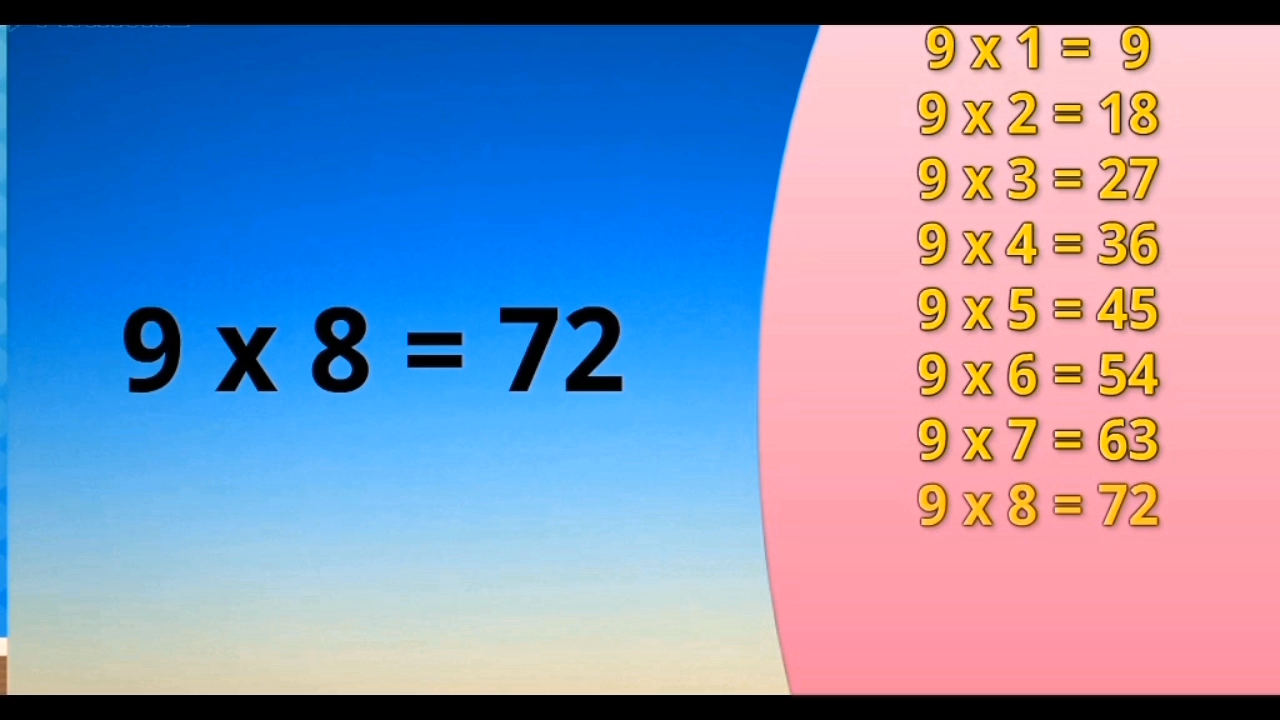 9 x 8 = 72
9 x 1 = 9
9 x 2 = 18
9 x 3 = 27
9 x 4 = 36
9 x 5 = 45
9 x 6 = 54
9 x 7 = 63
9 x 8 = 72